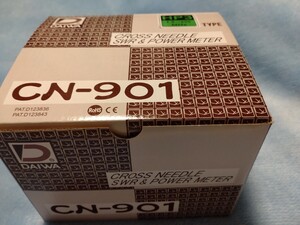 DAIWA
CROSS NEEDLE
SWR & POWER METER
TYPE
CN-901
PAT.D123836
PAT.D123843
RoHS CE
DAIWA
CROSS NEEDLE
SWR & POWER METER
CN-901